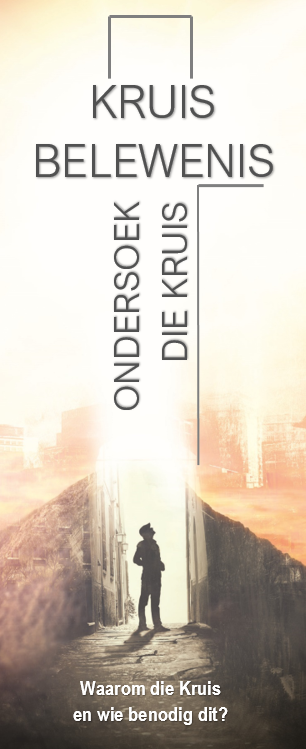 KRUIS
BELEWENIS
ONDERSOEK
DIE KRUIS
Waarom die Kruis
en wie benodig dit?